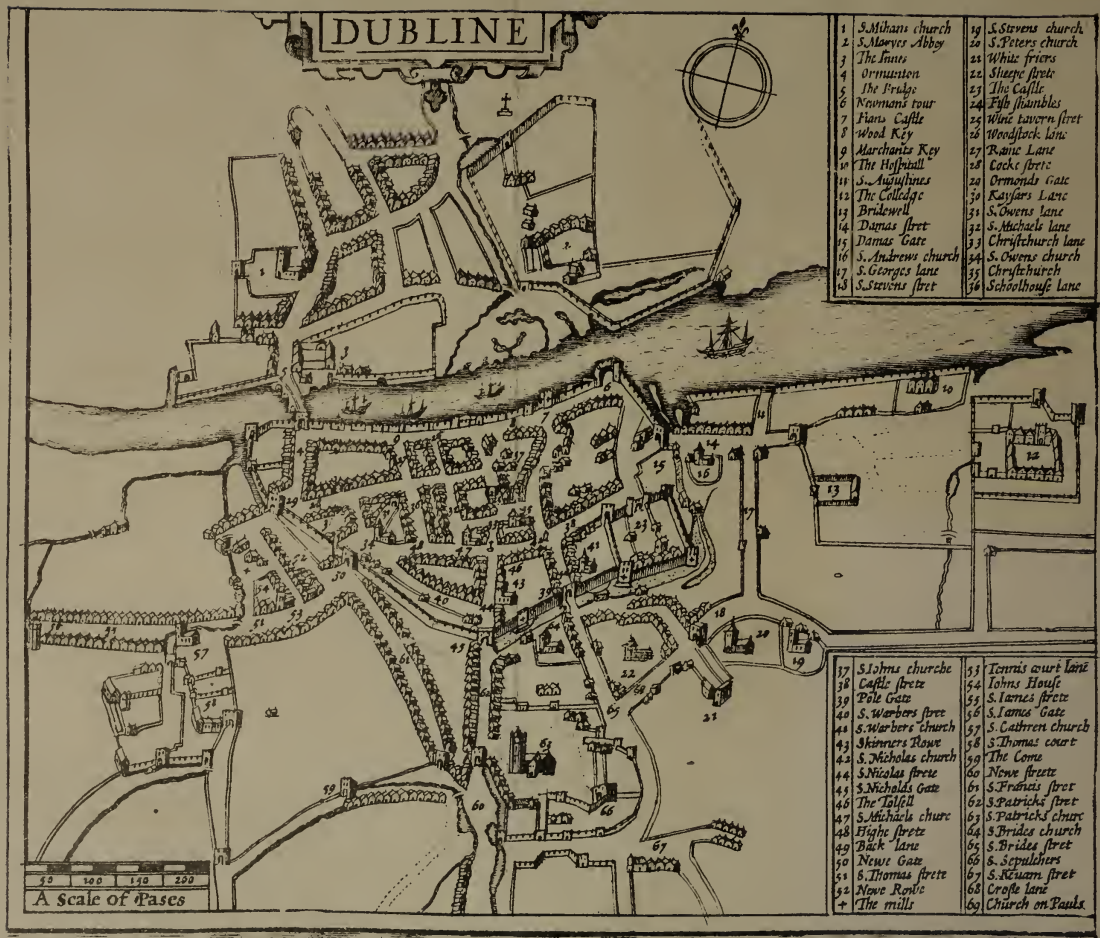 DUBLINE
1 S.Mihans church
2 S.Maryes Abbey
3 The Innes
4 Ormunton
5 The Bridge
6 Newmans tour
7 Fians Castle
8 Wood Key
9 Marchants Key
10 The Hospitall
11 S. Augustines
12 The Colledge
13 Bridewell
14 Damas stret
15 Damas Gate
16 S. Andrews church
17 S. Georges lane
18 S.Stevens stret
19 S.Stevens church
20 S.Peters church
21 White friers
22 Sheepe strete
23 The Castle
24 Fish shambles
25 Wine tavern stret
26 Woodstock lane
27 Rame Lane
28 Cocke strete
29 Ormonds Gate
30 Kaysars Lane
31 S.Owens lane
32 S.Michaels lane
33 Christchurch lane
34 S.Owens church
35 Christchurch
36 Schoolhouse lane
37 S.Iohns churche
38 Castle strete
39 Pole Gate
40 S. Warbers stret
41 S.Warbers church
43 Skinners Rowe
42 S. Nicholas church
44 S.Nicolas strete
45 S.Nicholds Gate
46 The Tolsell
47 S.Michaels churc
48 Highe strete
49 Back lane
50 Newe Gate
51 S.Thomas strete
52 Newe Rowe
+ The mills
53 Tennis court lane
54 Iohns House
55 S.Iames strete
56 S.Iames Gate
57 S.Cathren church
58 S.Thomas court
59 The Come
60 Newe streete
61 S.Francis stret
62 S.Patricks stret
63 S.Patricks churc
64 S.Brides church
65 S.Brides stret
66 S. Sepulchers
67 S.Kevam stret
68 Crosse lane
69 Church on Pauls.
50 100 150 200
A Scale of Pases